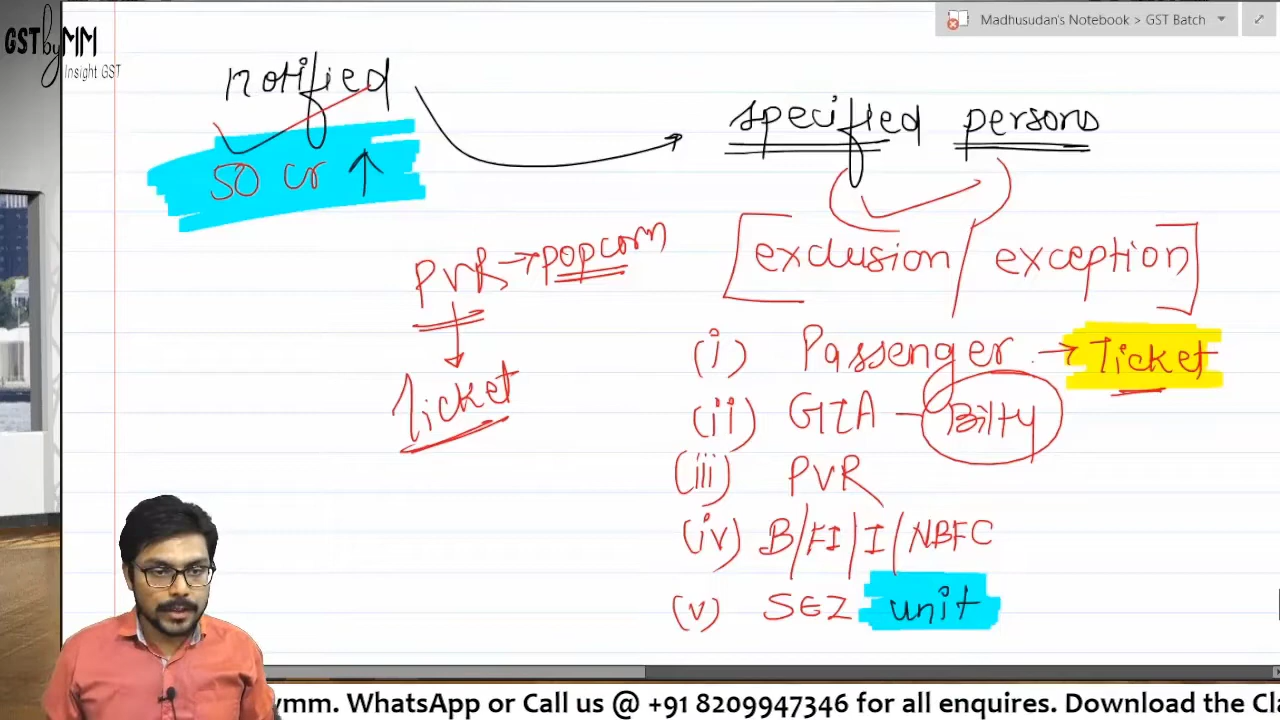 GST by MM
Insight GST
Madhusudan's Notebook > GST Batch
notified
50 cr ↑
specified persons
exclusion / exception
PVR → popcorn
Ticket
(i) Passenger → Ticket
(ii) GTA - Bilty
(iii) PVR
(iv) B/FI/I/NBFC
(v) SEZ unit
ymm. WhatsApp or Call us @ +91 8209947346 for all enquires. Download the Cla